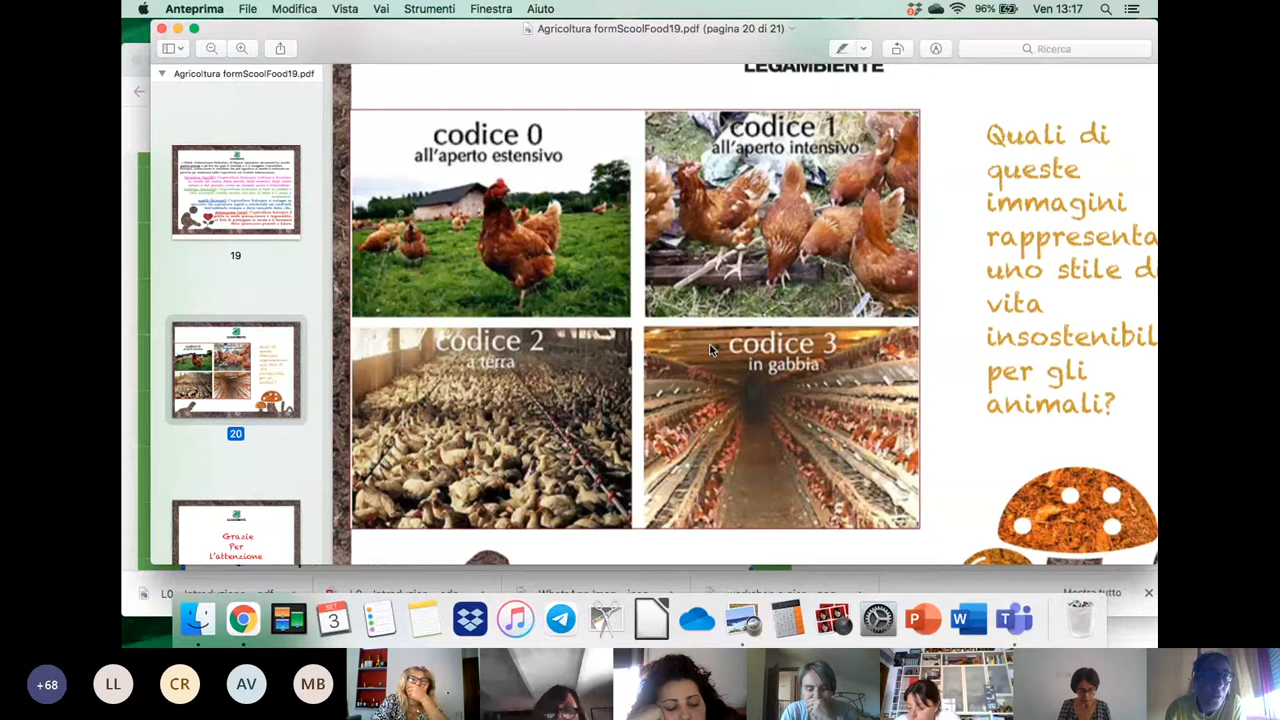 Anteprima File Modifica Vista Vai Strumenti Finestra Aiuto 96% Ven 13:17
Agricoltura formScoolFood19.pdf (pagina 20 di 21)
Ricerca
Agricoltura formScoolFood19.pdf
19
20
Grazie
Per
l'attenzione
LEGAMBIENTE
codice 0
all'aperto estensivo
codice 1
all'aperto intensivo
codice 2
a terra
codice 3
in gabbia
Quali di
queste
immagini
rappresenta
uno stile d
vita
insostenibil
per gli
animali?
Mostra tutto
SET
3
P W T
+68 LL CR AV MB